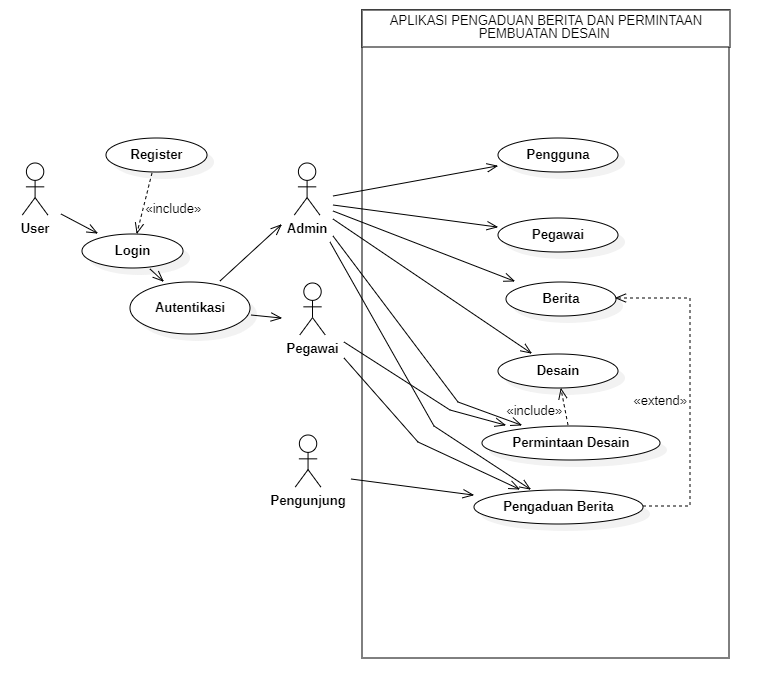 APLIKASI PENGADUAN BERITA DAN PERMINTAAN
PEMBUATAN DESAIN
Register
Pengguna
«include»
User
Admin
Pegawai
Login
Berita
Autentikasi
Pegawai
Desain
«extend»
«include»
Permintaan Desain
Pengunjung
Pengaduan Berita